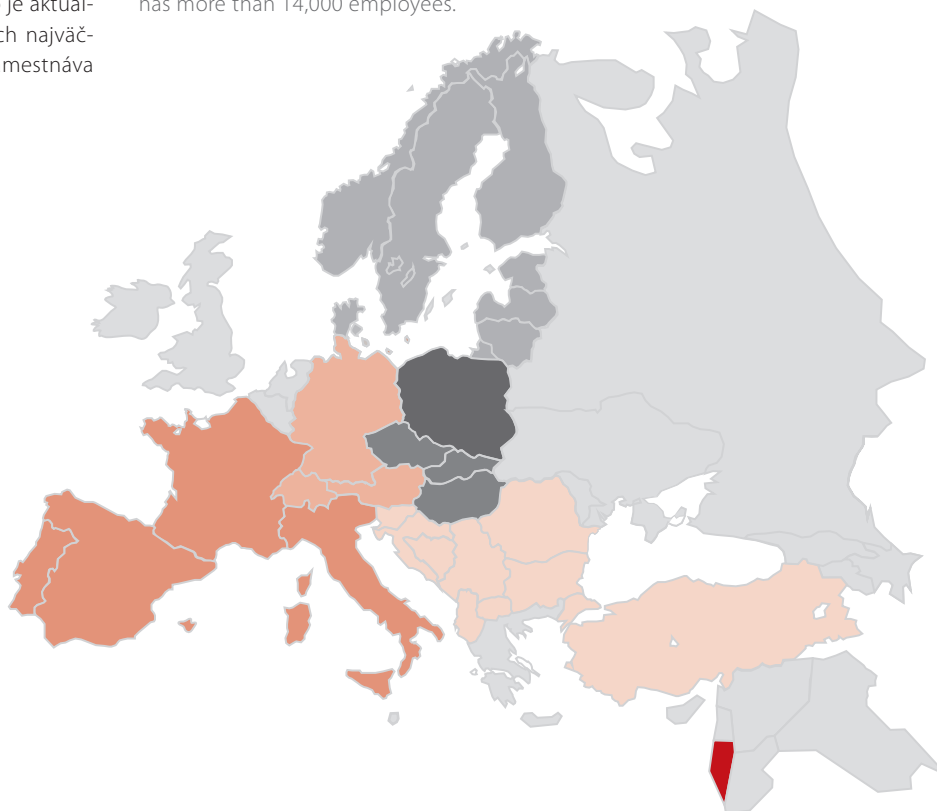 je aktuál-
ch najväč-
mestnáva
has more than 14,000 employees.